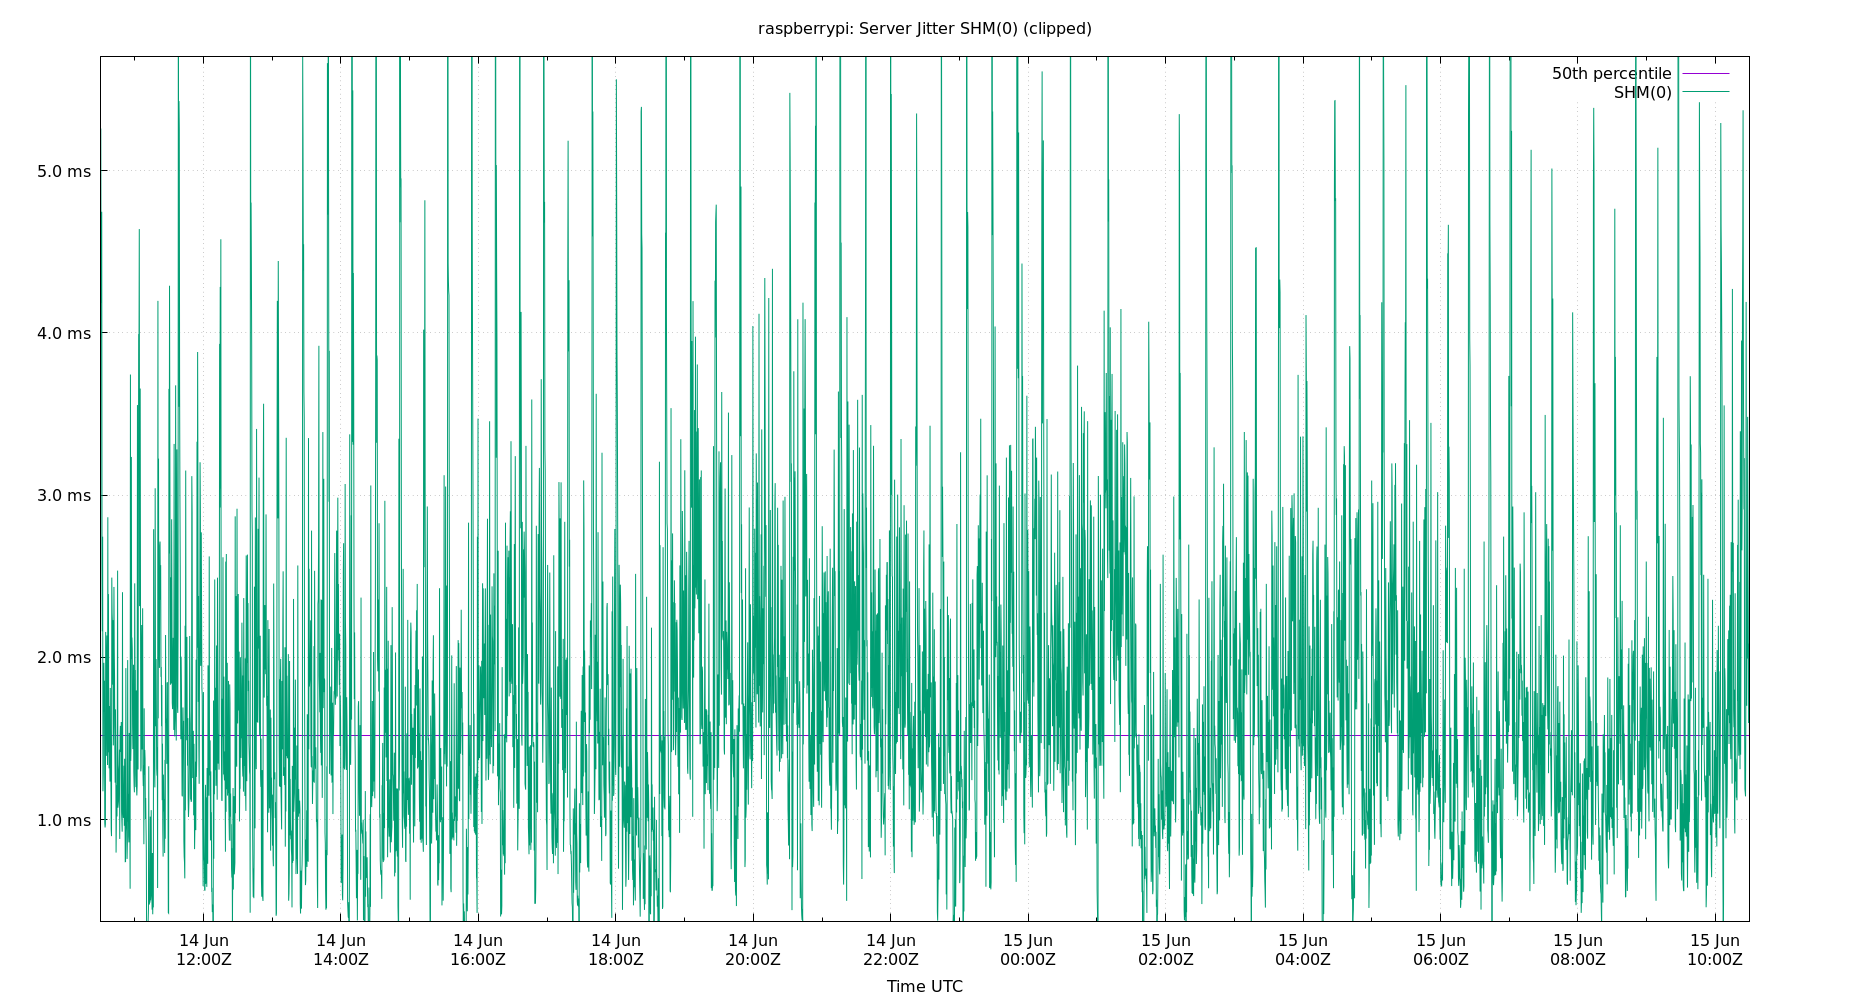 raspberrypi: Server Jitter SHM(0) (clipped)
50th percentile
SHM(0)
5.0 ms
4.0 ms
3.0 ms
2.0 ms
1.0 ms
14 Jun 14 Jun 14 Jun 14 Jun 14 Jun 14 Jun 15 Jun 15 Jun 15 Jun 15 Jun 15 Jun 15 Jun
12:00Z 14:00Z 16:00Z 18:00Z 20:00Z 22:00Z 00:00Z 02:00Z 04:00Z 06:00Z 08:00Z 10:00Z
Time UTC